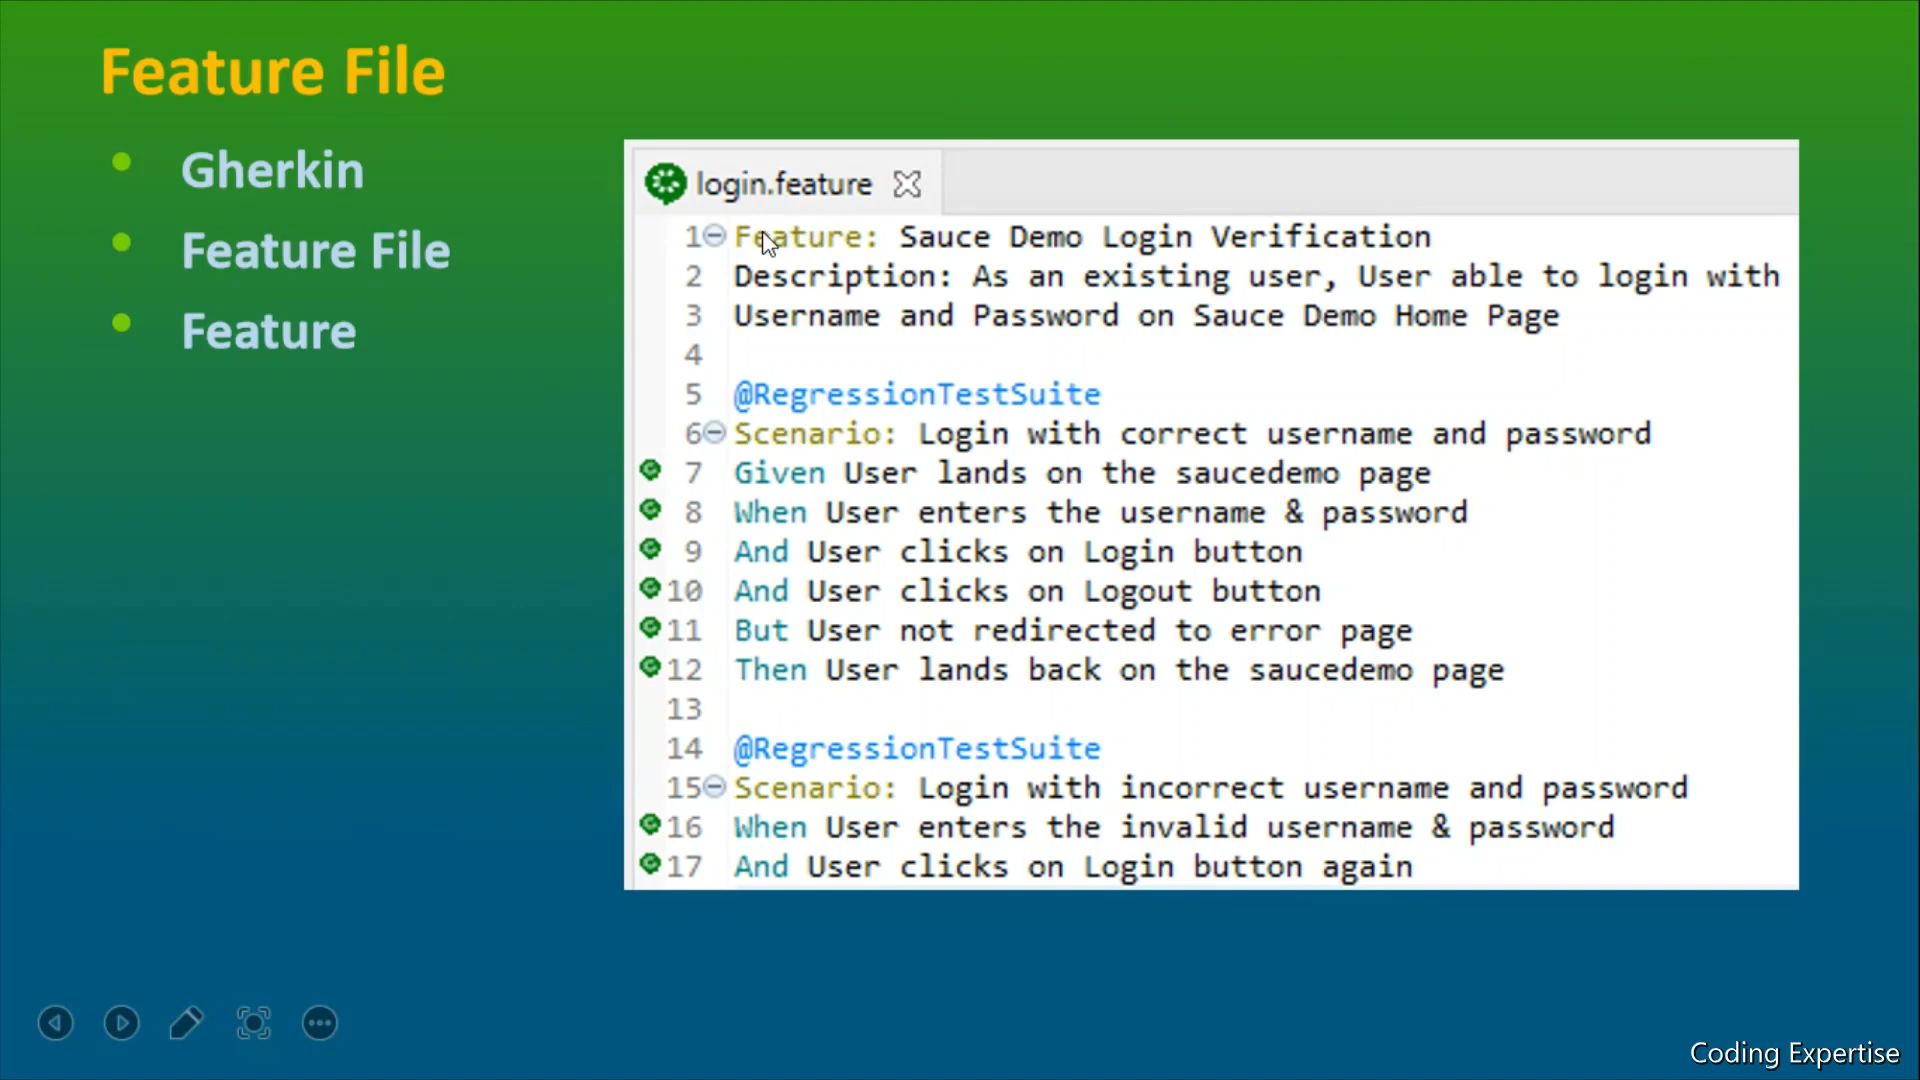 Feature File
Gherkin
Feature File
Feature
login.feature
1 Feature: Sauce Demo Login Verification
2 Description: As an existing user, User able to login with
3 Username and Password on Sauce Demo Home Page
4
5 @RegressionTestSuite
6 Scenario: Login with correct username and password
7 Given User lands on the saucedemo page
8 When User enters the username & password
9 And User clicks on Login button
10 And User clicks on Logout button
11 But User not redirected to error page
12 Then User lands back on the saucedemo page
13
14 @RegressionTestSuite
15 Scenario: Login with incorrect username and password
16 When User enters the invalid username & password
17 And User clicks on Login button again
Coding Expertise